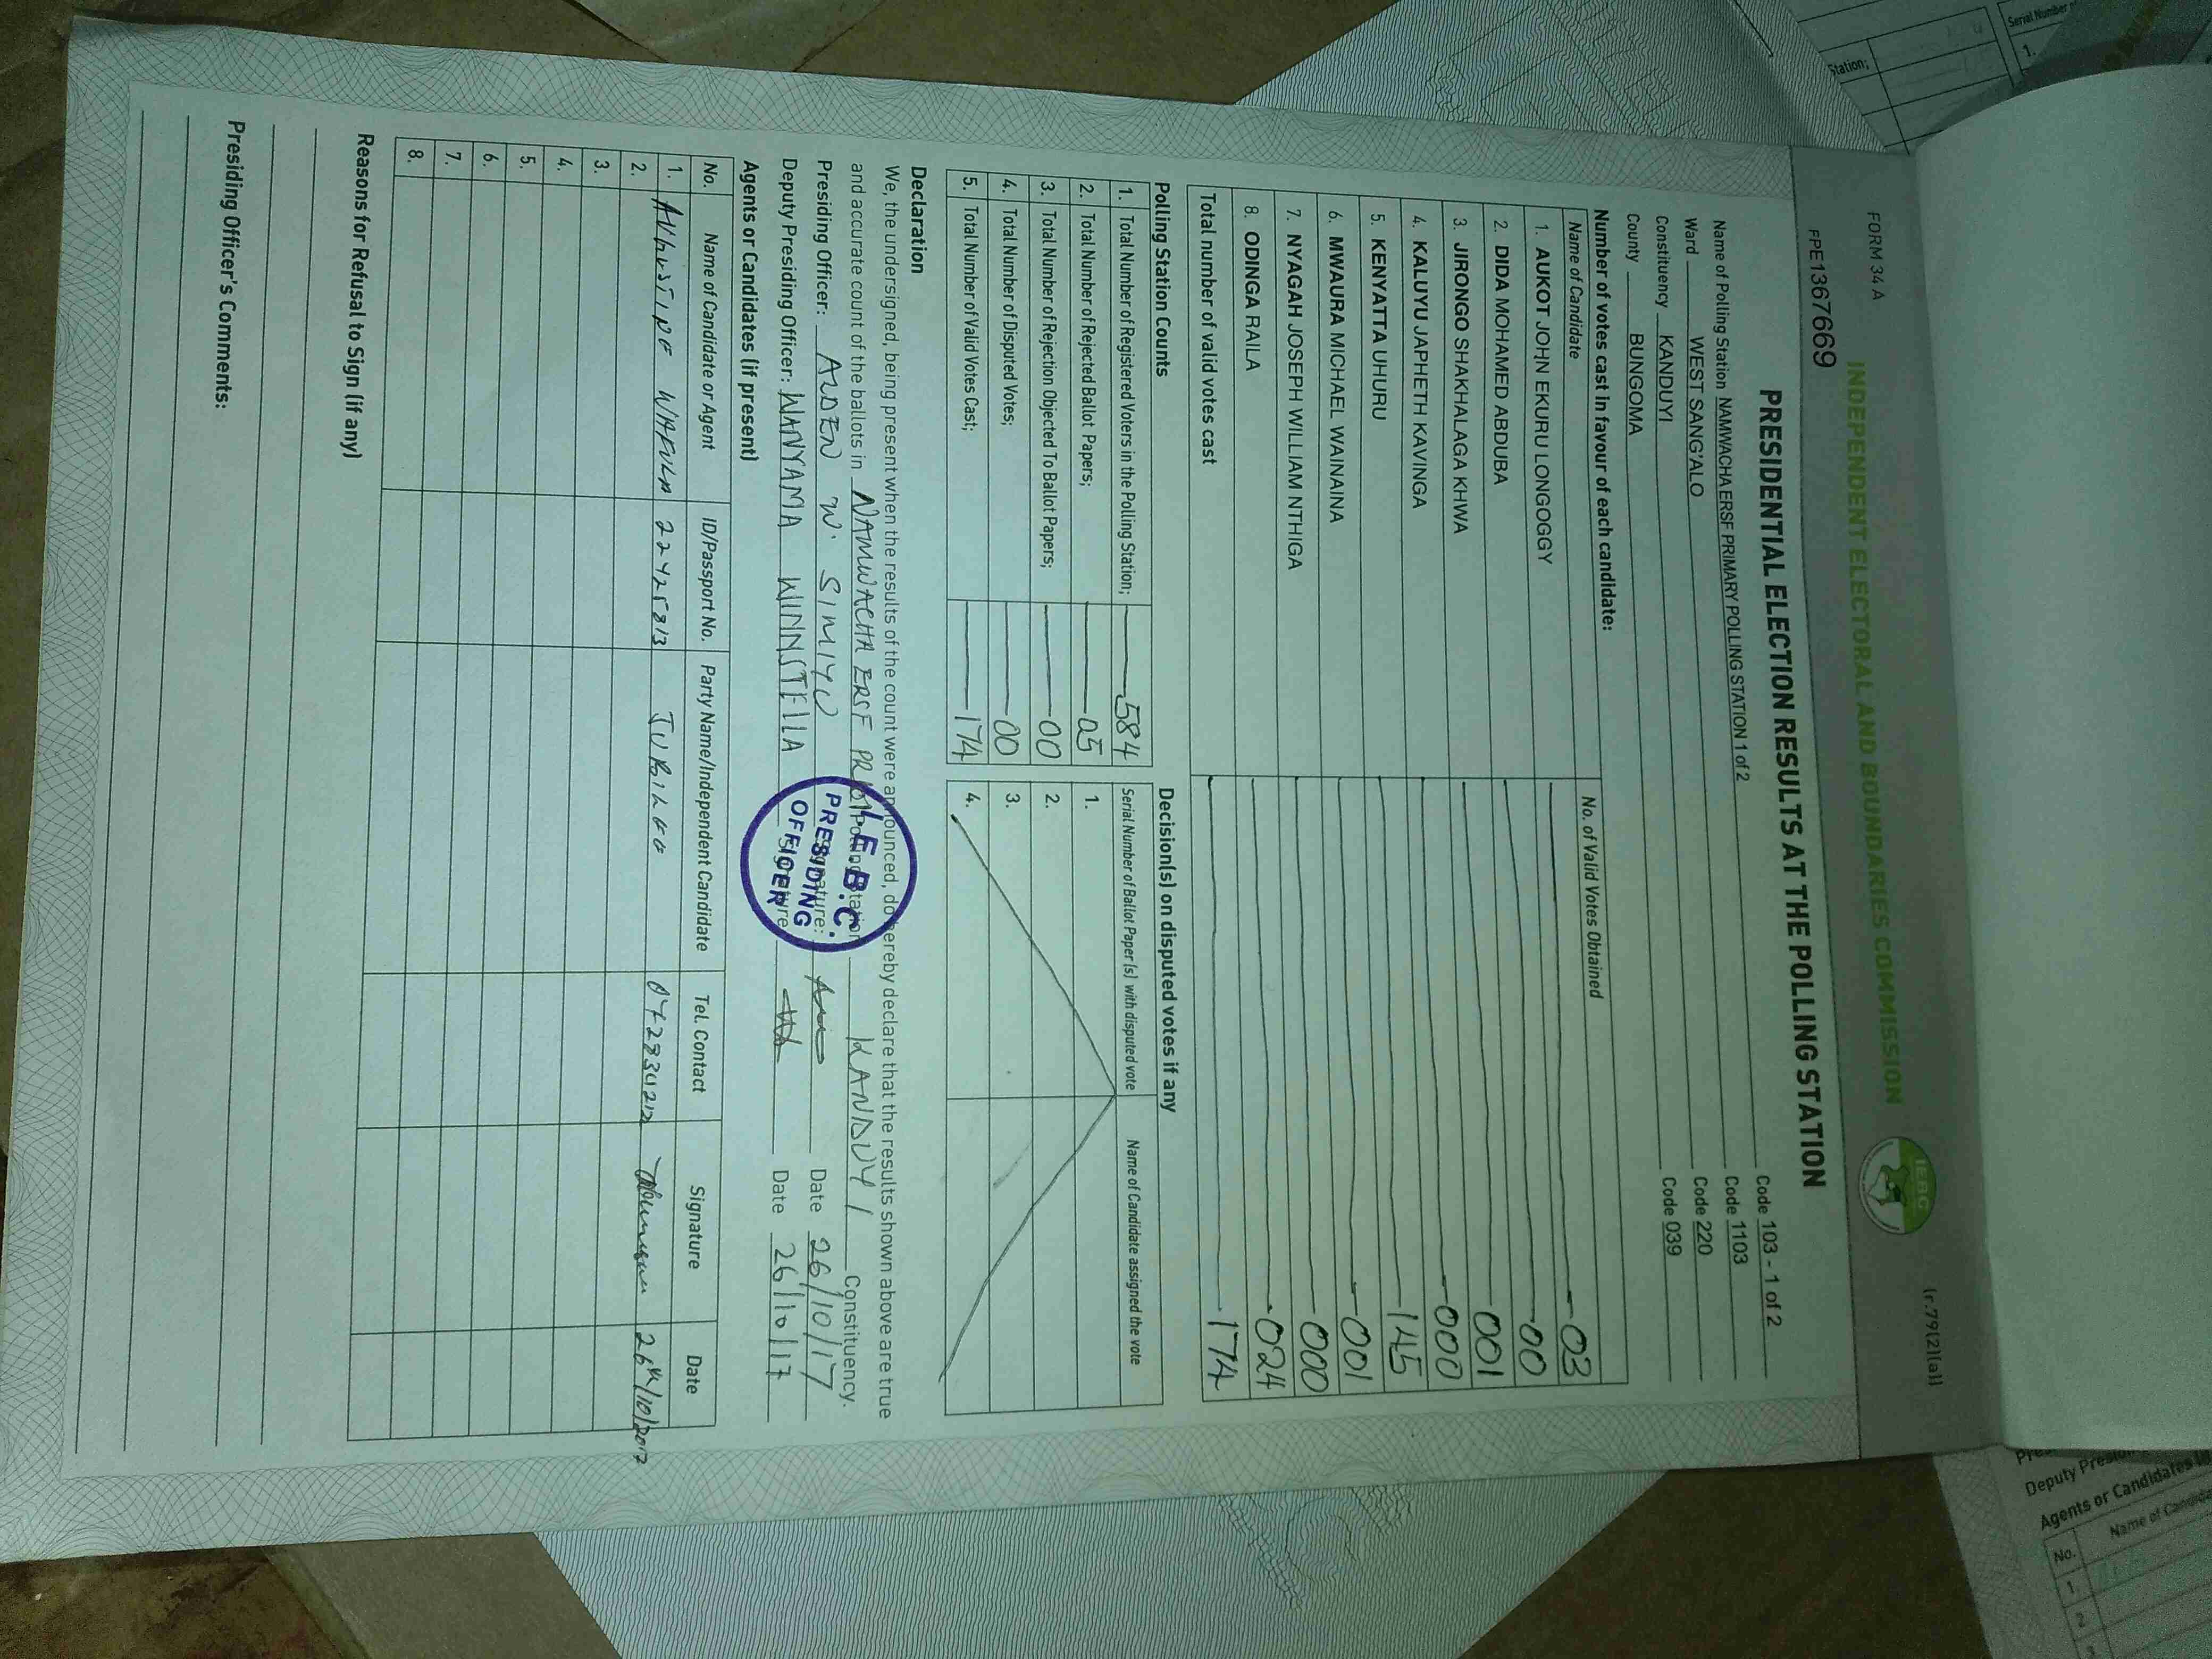 FORM 34 A
(r.79(2)(a))
INDEPENDENT ELECTORAL AND BOUNDARIES COMMISSION
IEBC
FPE1367669
PRESIDENTIAL ELECTION RESULTS AT THE POLLING STATION
Name of Polling Station NAMWACHA ERSF PRIMARY POLLING STATION 1 of 2 Code 103 - 1 of 2
Ward WEST SANG'ALO Code 1103
Constituency KANDUYI Code 220
County BUNGOMA Code 039
Number of votes cast in favour of each candidate:
Name of Candidate No. of Valid Votes Obtained
1. AUKOT JOHN EKURU LONGOGGY 03
2. DIDA MOHAMED ABDUBA 00
3. JIRONGO SHAKHALAGA KHWA 001
4. KALUYU JAPHETH KAVINGA 000
5. KENYATTA UHURU 145
6. MWAURA MICHAEL WAINAINA 001
7. NYAGAH JOSEPH WILLIAM NTHIGA 000
8. ODINGA RAILA 024
Total number of valid votes cast 174
Polling Station Counts
1. Total Number of Registered Voters in the Polling Station; 584
2. Total Number of Rejected Ballot Papers; 05
3. Total Number of Rejection Objected To Ballot Papers; 00
4. Total Number of Disputed Votes; 00
5. Total Number of Valid Votes Cast; 174
Decision(s) on disputed votes if any
Serial Number of Ballot Paper (s) with disputed vote Name of Candidate assigned the vote
1.
2.
3.
4.
Declaration
We, the undersigned, being present when the results of the count were announced, do hereby declare that the results shown above are true
and accurate count of the ballots in NAMWACHA ERSF PRI Polling Station KANDUYI Constituency.
Presiding Officer: ALDEN W. SIMIYU Signature: Date 26/10/17
Deputy Presiding Officer: WANYAMA WINNSTELLA Signature Date 26/10/17
I.E.B.C.
PRESIDING
OFFICER
Agents or Candidates (if present)
No. Name of Candidate or Agent ID/Passport No. Party Name/Independent Candidate Tel. Contact Signature Date
1. WAFULA 22425813 JUBILEE 26th/10/2017
2.
3.
4.
5.
6.
7.
8.
Reasons for Refusal to Sign (if any)
Presiding Officer's Comments:
Station;
Serial Number
1.
Deputy
Agents or Candidates
No.
Name of
1
2